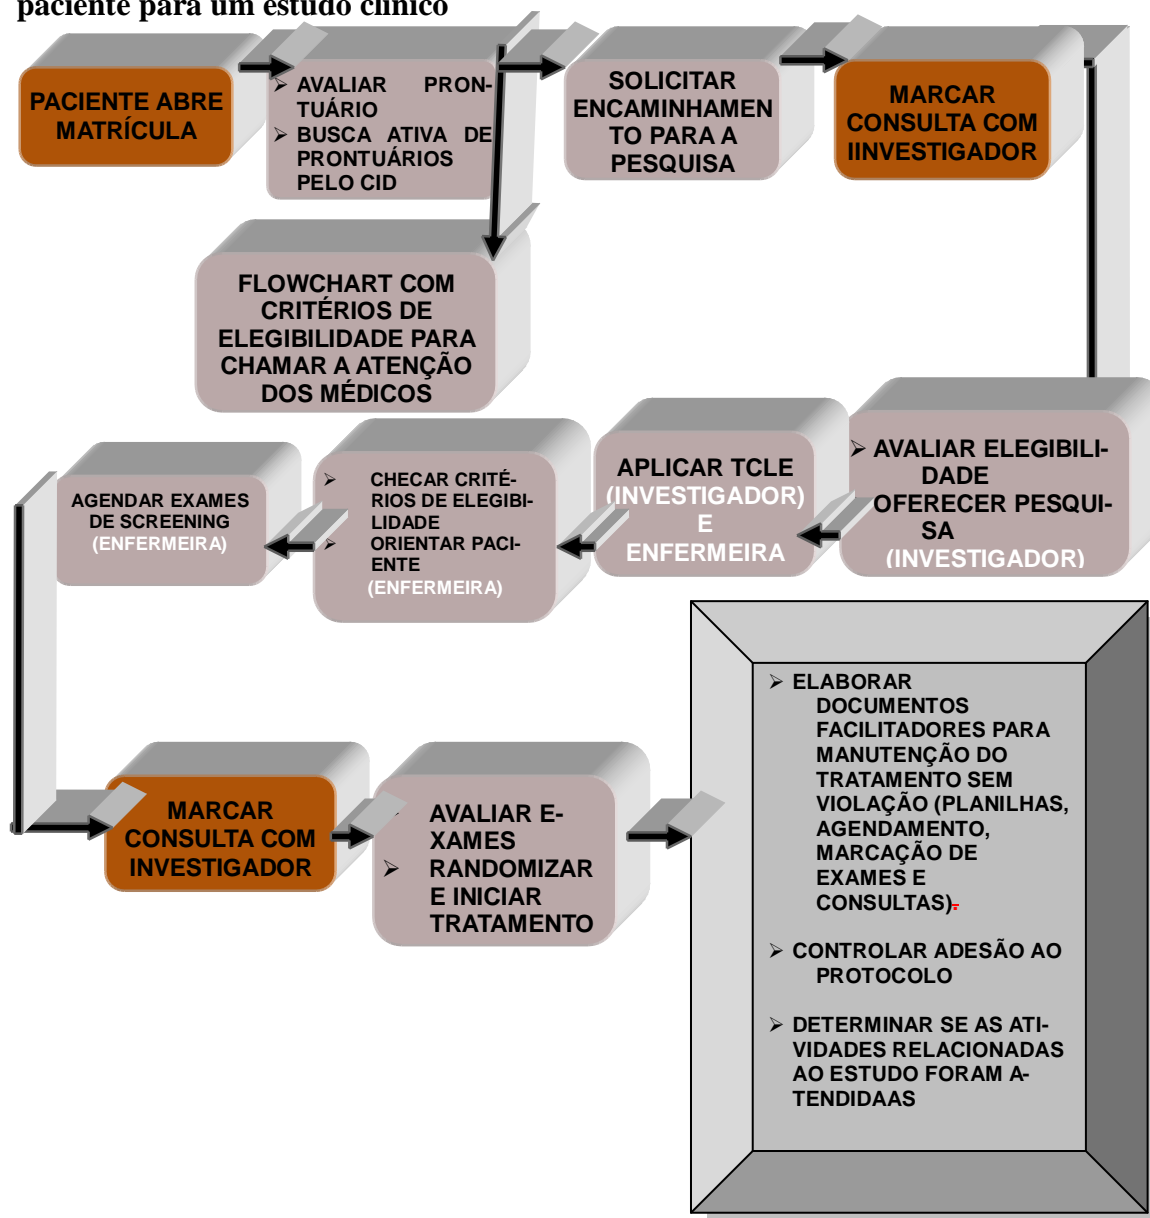 paciente para um estudo clínico
PACIENTE ABRE
MATRÍCULA
➢ AVALIAR PRON-
TUÁRIO
➢ BUSCA ATIVA DE
PRONTUÁRIOS
PELO CID
SOLICITAR
ENCAMINHAMEN
TO PARA A
PESQUISA
MARCAR
CONSULTA COM
IINVESTIGADOR
FLOWCHART COM
CRITÉRIOS DE
ELEGIBILIDADE PARA
CHAMAR A ATENÇÃO
DOS MÉDICOS
➢ AVALIAR ELEGIBILI-
DADE
OFERECER PESQUI-
SA
(INVESTIGADOR)
APLICAR TCLE
(INVESTIGADOR)
E
ENFERMEIRA
➢ CHECAR CRITÉ-
RIOS DE ELEGIBI-
LIDADE
➢ ORIENTAR PACI-
ENTE
(ENFERMEIRA)
AGENDAR EXAMES
DE SCREENING
(ENFERMEIRA)
MARCAR
CONSULTA COM
INVESTIGADOR
AVALIAR E-
XAMES
➢ RANDOMIZAR
E INICIAR
TRATAMENTO
➢ ELABORAR
DOCUMENTOS
FACILITADORES PARA
MANUTENÇÃO DO
TRATAMENTO SEM
VIOLAÇÃO (PLANILHAS,
AGENDAMENTO,
MARCAÇÃO DE
EXAMES E
CONSULTAS).
➢ CONTROLAR ADESÃO AO
PROTOCOLO
➢ DETERMINAR SE AS ATI-
VIDADES RELACIONADAS
AO ESTUDO FORAM A-
TENDIDAAS